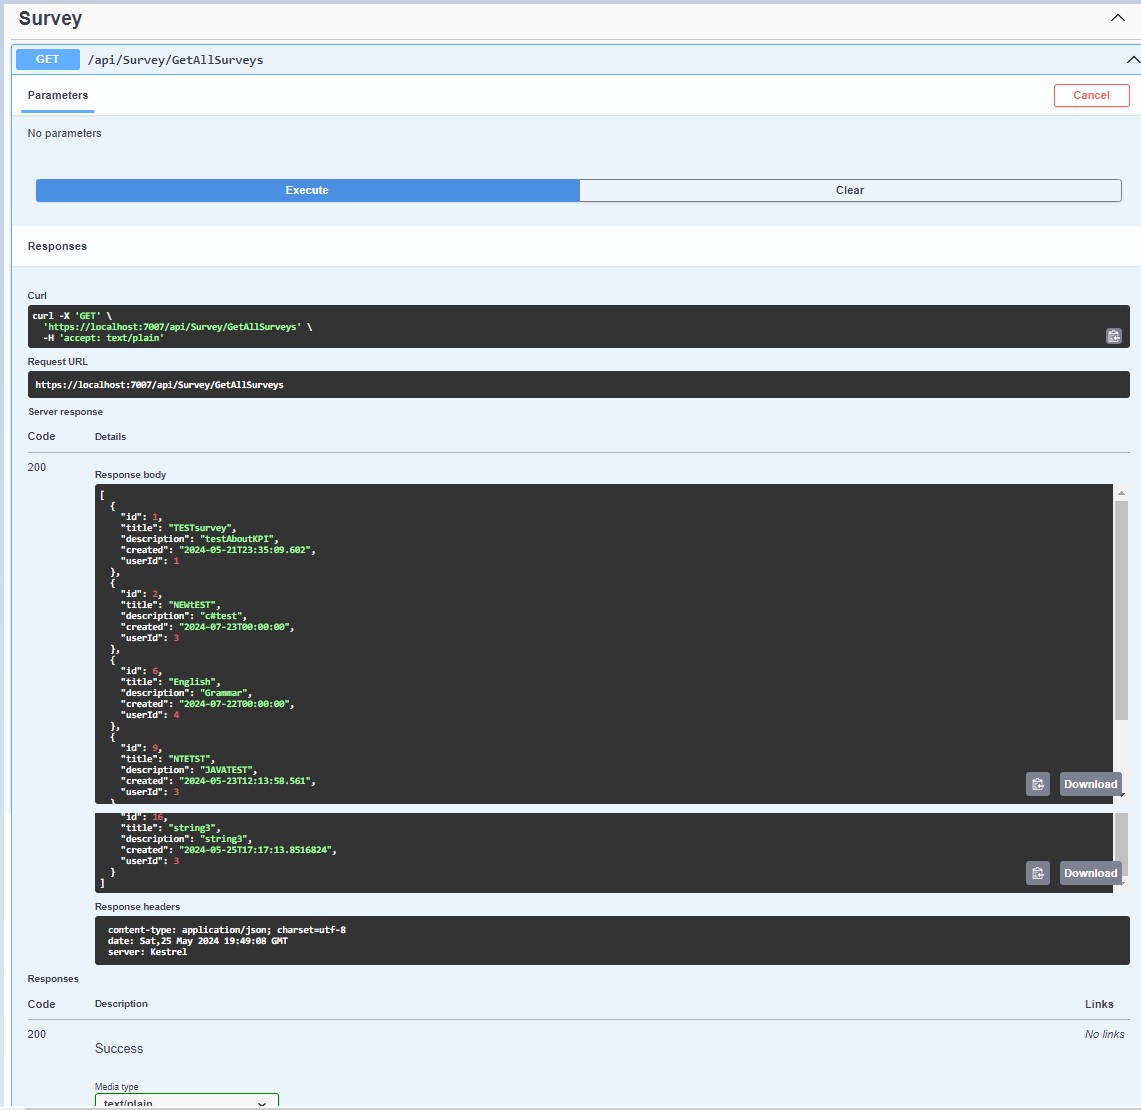 Survey
GET /api/Survey/GetAllSurveys
Parameters
Cancel
No parameters
Execute
Clear
Responses
Curl
curl -X 'GET' \
'https://localhost:7007/api/Survey/GetAllSurveys' \
-H 'accept: text/plain'
Request URL
https://localhost:7007/api/Survey/GetAllSurveys
Server response
Code Details
200
Response body
[
{
"id": 1,
"title": "TESTsurvey",
"description": "testAboutKPI",
"created": "2024-05-21T23:35:09.602",
"userId": 1
},
{
"id": 2,
"title": "NEWtEST",
"description": "c#test",
"created": "2024-07-23T00:00:00",
"userId": 3
},
{
"id": 6,
"title": "English",
"description": "Grammar",
"created": "2024-07-22T00:00:00",
"userId": 4
},
{
"id": 9,
"title": "NTETST",
"description": "JAVATEST",
"created": "2024-05-23T12:13:58.561",
"userId": 3
}
Download
"id": 16,
"title": "string3",
"description": "string3",
"created": "2024-05-25T17:17:13.8516824",
"userId": 3
}
]
Download
Response headers
content-type: application/json; charset=utf-8
date: Sat,25 May 2024 19:49:08 GMT
server: Kestrel
Responses
Code Description Links
200
Success
No links
Media type
text/plain